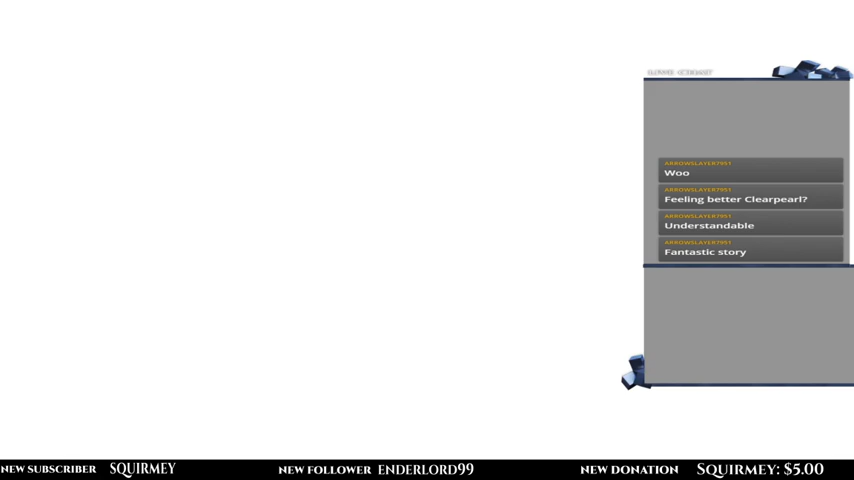 ARROWSLAYER7951
Woo
ARROWSLAYER7951
Feeling better Clearpearl?
ARROWSLAYER7951
Understandable
ARROWSLAYER7951
Fantastic story
NEW SUBSCRIBER SQUIRMEY NEW FOLLOWER ENDERLORD99 NEW DONATION SQUIRMEY: $5.00